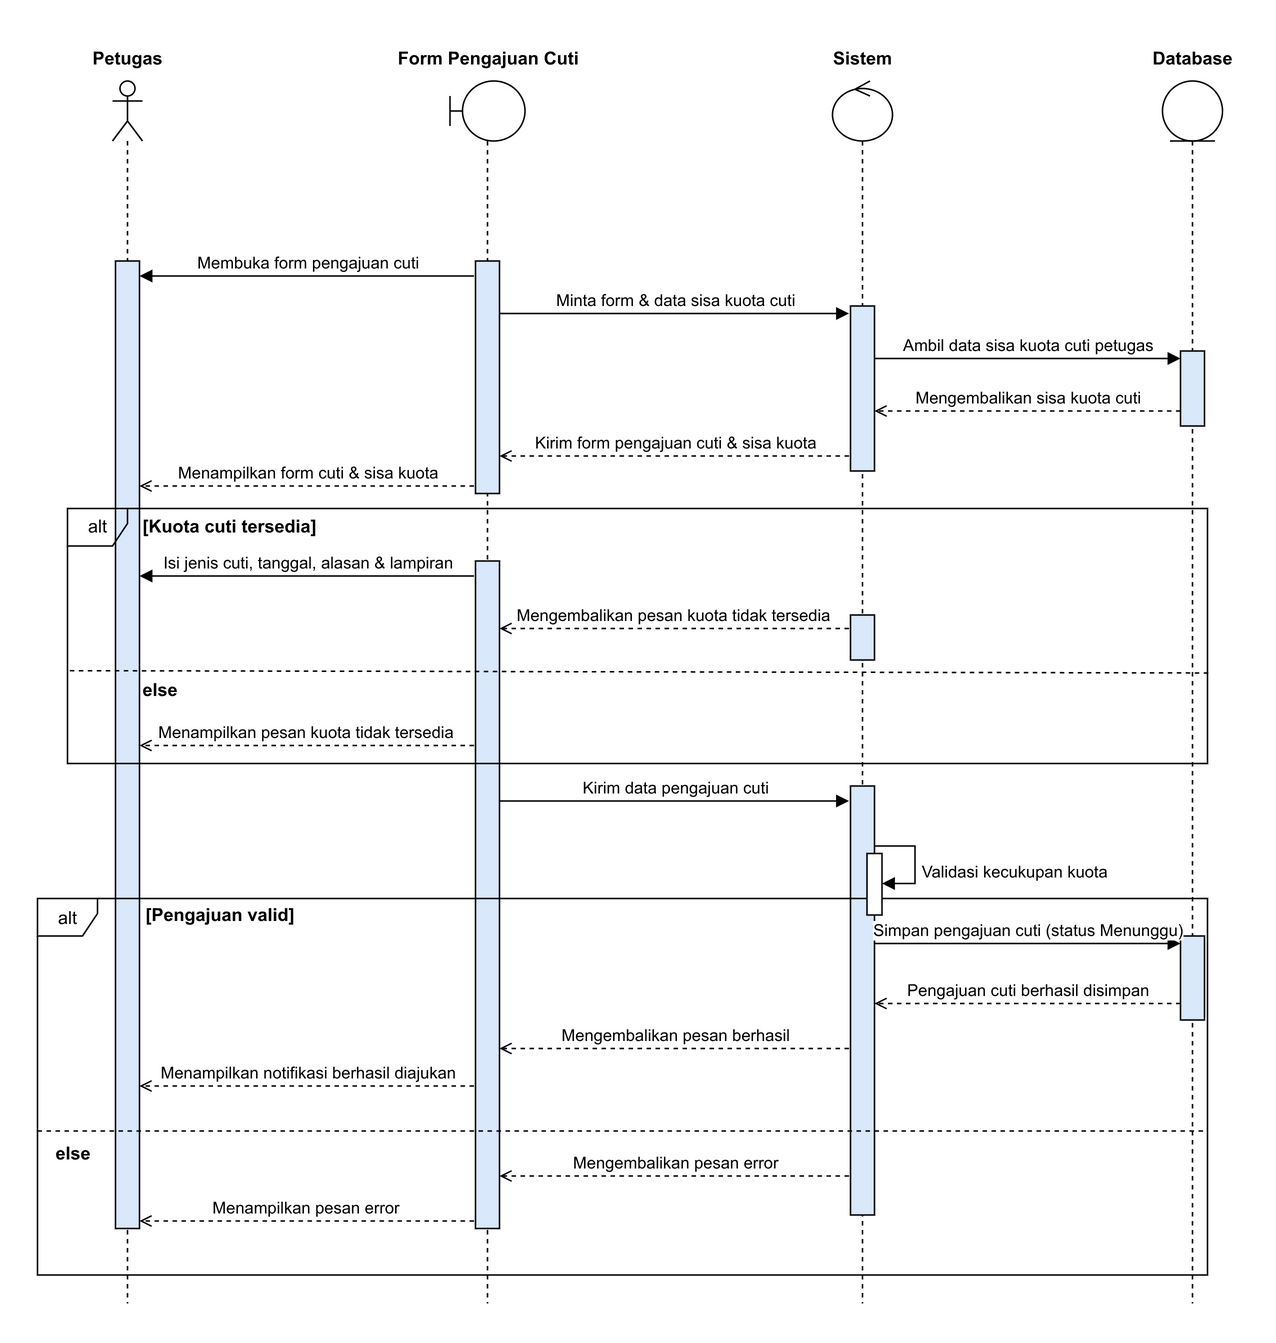 Petugas
Form Pengajuan Cuti
Sistem
Database
Membuka form pengajuan cuti
Minta form & data sisa kuota cuti
Ambil data sisa kuota cuti petugas
Mengembalikan sisa kuota cuti
Kirim form pengajuan cuti & sisa kuota
Menampilkan form cuti & sisa kuota
alt
[Kuota cuti tersedia]
Isi jenis cuti, tanggal, alasan & lampiran
Mengembalikan pesan kuota tidak tersedia
else
Menampilkan pesan kuota tidak tersedia
Kirim data pengajuan cuti
Validasi kecukupan kuota
alt
[Pengajuan valid]
Simpan pengajuan cuti (status Menunggu)
Pengajuan cuti berhasil disimpan
Mengembalikan pesan berhasil
Menampilkan notifikasi berhasil diajukan
else
Mengembalikan pesan error
Menampilkan pesan error